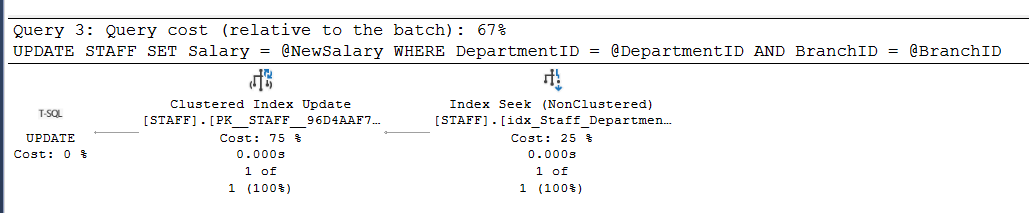 Query 3: Query cost (relative to the batch): 67%
UPDATE STAFF SET Salary = @NewSalary WHERE DepartmentID = @DepartmentID AND BranchID = @BranchID
T-SQL
UPDATE
Cost: 0 %
Clustered Index Update
[STAFF].[PK__STAFF__96D4AAF7…
Cost: 75 %
0.000s
1 of
1 (100%)
Index Seek (NonClustered)
[STAFF].[idx_Staff_Departmen…
Cost: 25 %
0.000s
1 of
1 (100%)